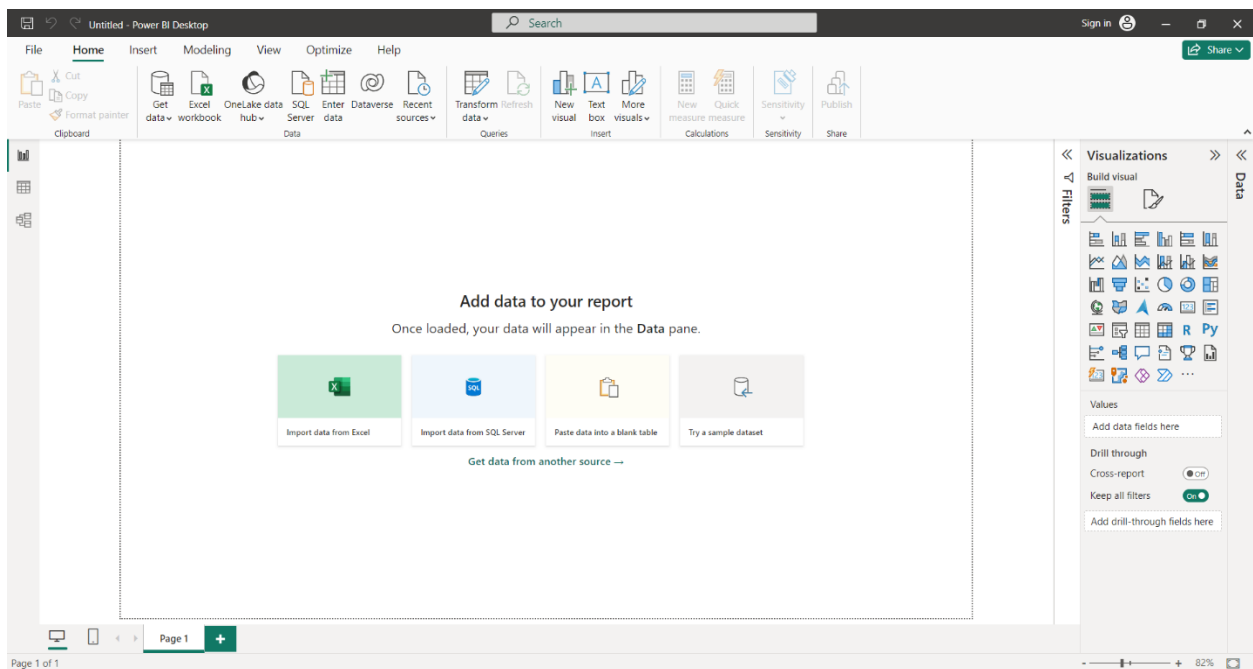 Untitled - Power BI Desktop
Search
Sign in
File Home Insert Modeling View Optimize Help
Share
Paste
Cut
Copy
Format painter
Clipboard
Get data
Excel workbook
OneLake data hub
SQL Server
Enter data
Dataverse
Recent sources
Data
Transform data
Refresh
Queries
New visual
Text box
More visuals
Insert
New measure
Quick measure
Calculations
Sensitivity
Sensitivity
Publish
Share
Add data to your report
Once loaded, your data will appear in the Data pane.
Import data from Excel
SQL
Import data from SQL Server
Paste data into a blank table
Try a sample dataset
Get data from another source →
Filters
Visualizations
Build visual
R Py
123
Values
Add data fields here
Drill through
Cross-report
Off
Keep all filters
On
Add drill-through fields here
Data
Page 1
Page 1 of 1
82%